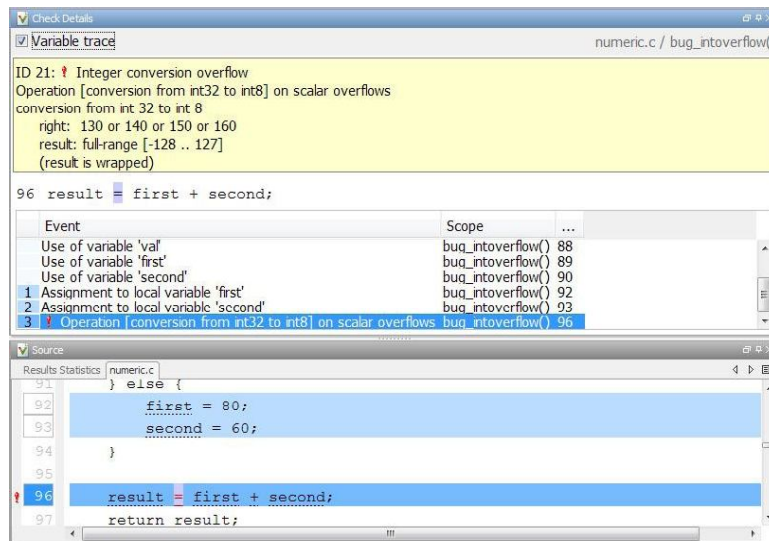 Check Details
Variable trace numeric.c / bug_intoverflow(
ID 21: ! Integer conversion overflow
Operation [conversion from int32 to int8] on scalar overflows
conversion from int 32 to int 8
right: 130 or 140 or 150 or 160
result: full-range [-128 .. 127]
(result is wrapped)
96 result = first + second;
Event Scope ...
Use of variable 'val' bug_intoverflow() 88
Use of variable 'first' bug_intoverflow() 89
Use of variable 'second' bug_intoverflow() 90
1 Assignment to local variable 'first' bug_intoverflow() 92
2 Assignment to local variable 'second' bug_intoverflow() 93
3 ! Operation [conversion from int32 to int8] on scalar overflows bug_intoverflow() 96
Source
Results Statistics numeric.c
91 } else {
92 first = 80;
93 second = 60;
94 }
95
! 96 result = first + second;
97 return result;